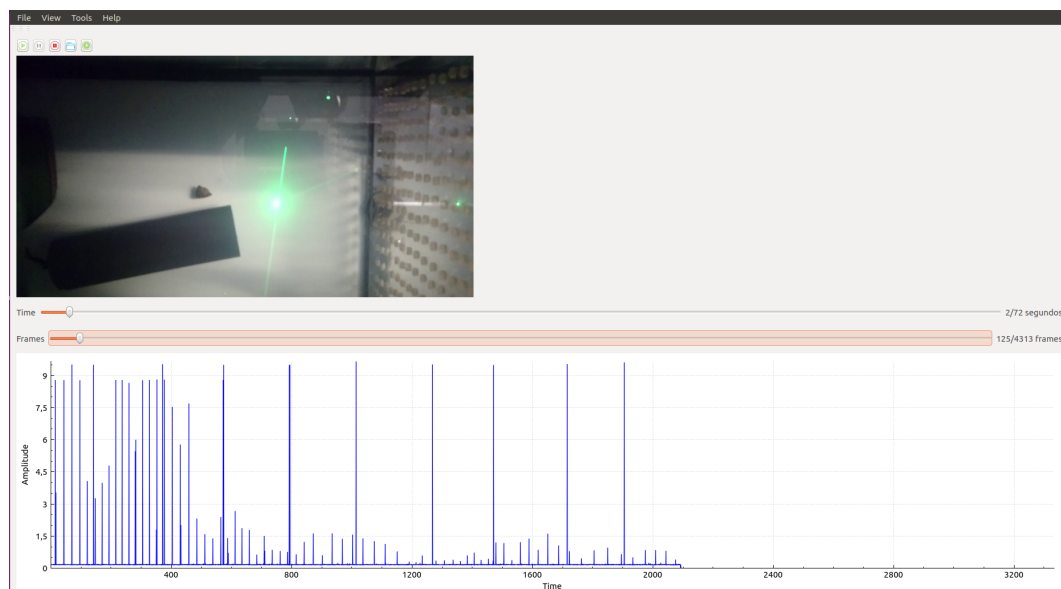 File View Tools Help
Time 2/72 segundos
Frames 125/4313 frames
9
7,5
6
4,5
3
1,5
0
Amplitude
400 800 1200 1600 2000 2400 2800 3200
Time